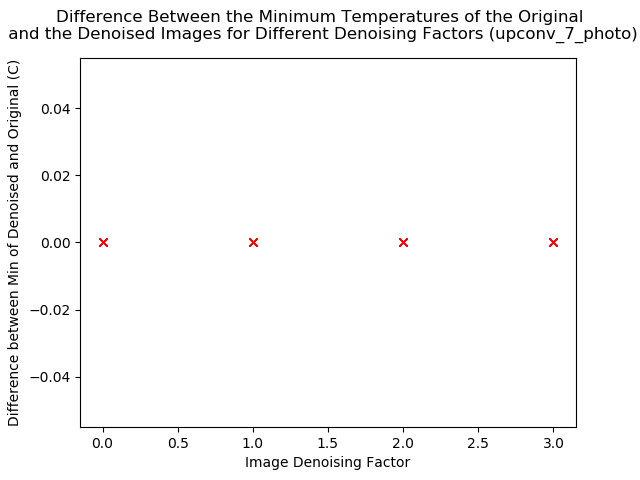 Difference Between the Minimum Temperatures of the Original
and the Denoised Images for Different Denoising Factors (upconv_7_photo)
Difference between Min of Denoised and Original (C)
0.04
0.02
0.00
−0.02
−0.04
0.0 0.5 1.0 1.5 2.0 2.5 3.0
Image Denoising Factor